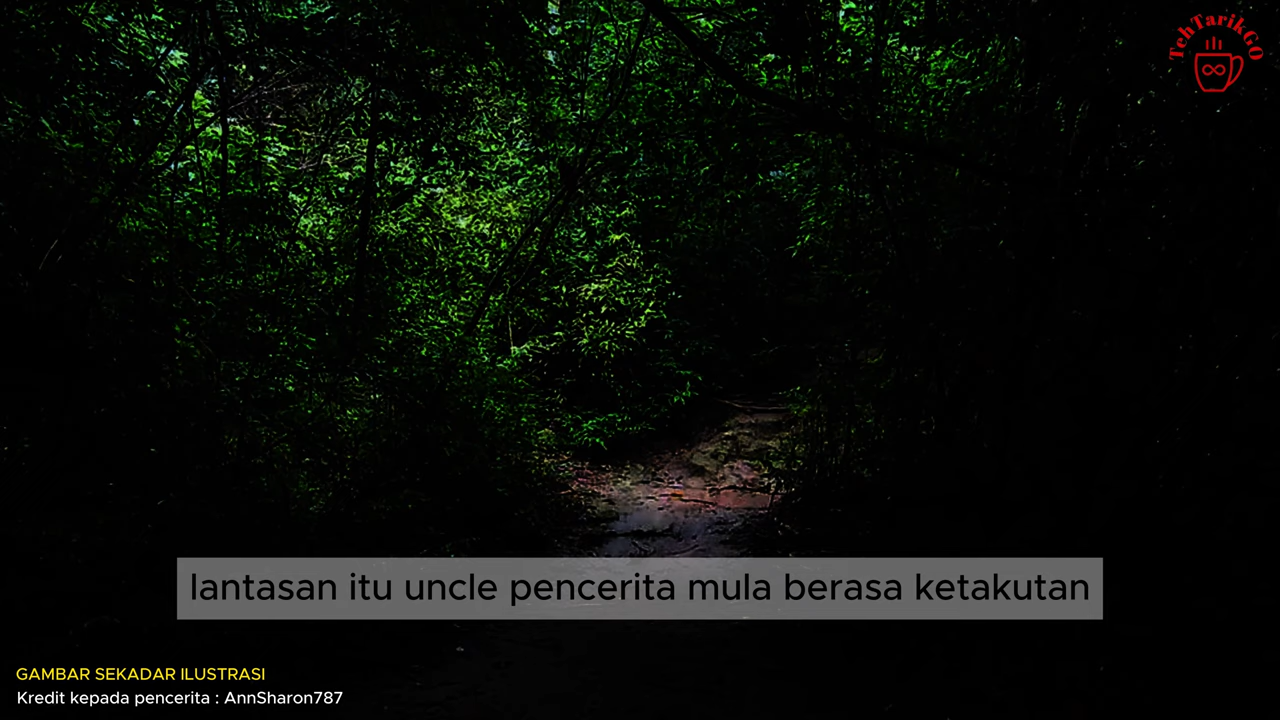 TehTarikGO
lantasan itu uncle pencerita mula berasa ketakutan
GAMBAR SEKADAR ILUSTRASI
Kredit kepada pencerita : AnnSharon787